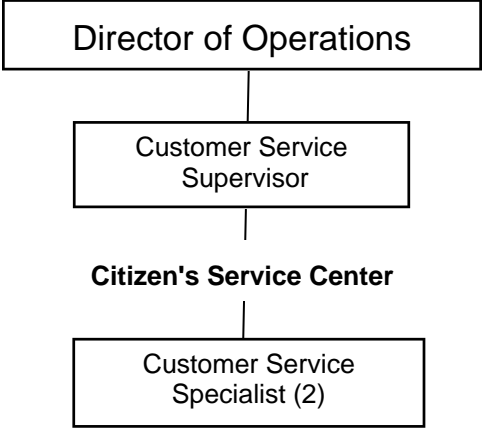 Director of Operations
Customer Service
Supervisor
Citizen's Service Center
Customer Service
Specialist (2)